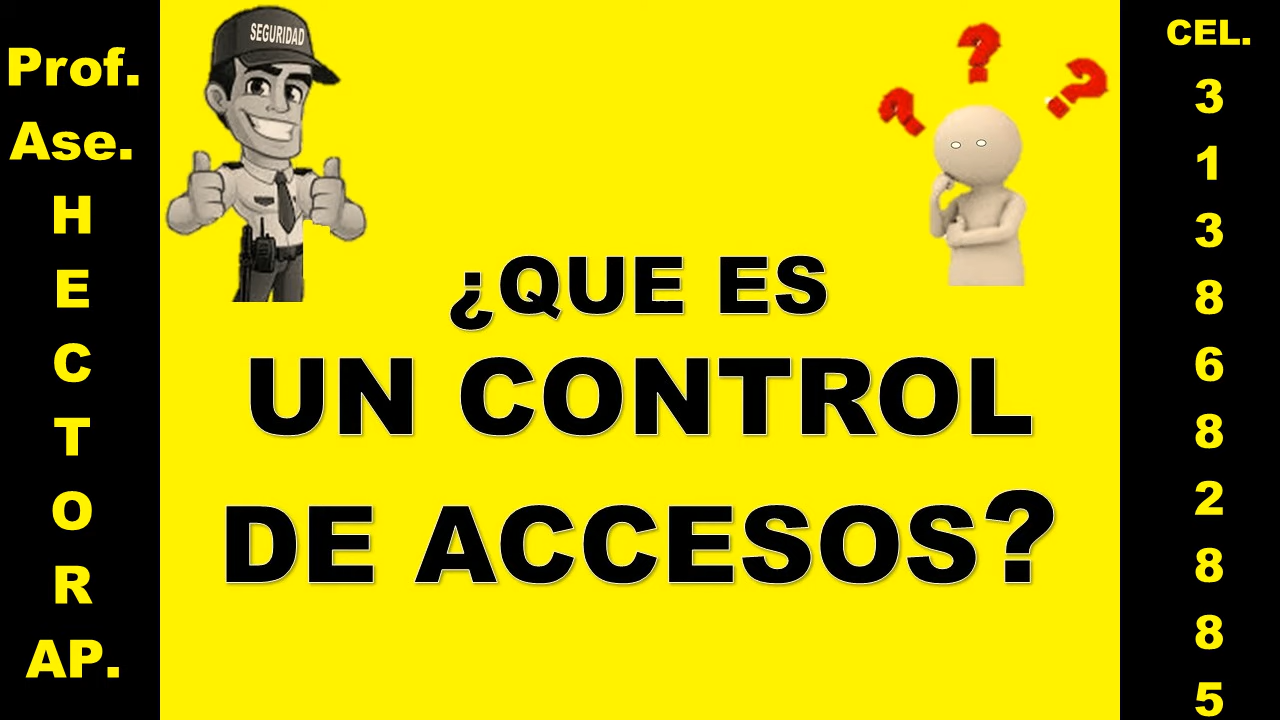 Prof.
Ase.
H
E
C
T
O
R
AP.
SEGURIDAD
¿QUE ES
UN CONTROL
DE ACCESOS?
CEL.
3
1
3
8
6
8
2
8
8
5